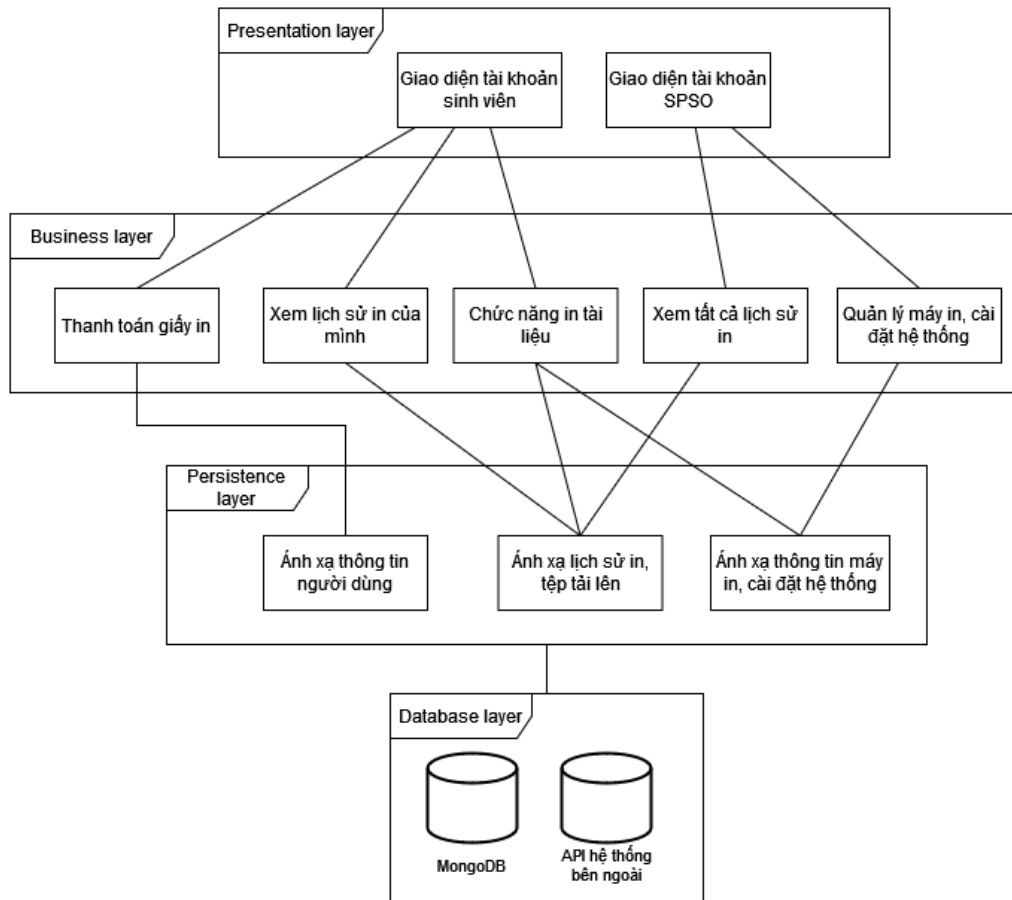 Presentation layer
Giao diện tài khoản
sinh viên
Giao diện tài khoản
SPSO
Business layer
Thanh toán giấy in
Xem lịch sử in của
mình
Chức năng in tài
liệu
Xem tất cả lịch sử
in
Quản lý máy in, cài
đặt hệ thống
Persistence
layer
Ánh xạ thông tin
người dùng
Ánh xạ lịch sử in,
tệp tải lên
Ánh xạ thông tin máy
in, cài đặt hệ thống
Database layer
MongoDB
API hệ thống
bên ngoài